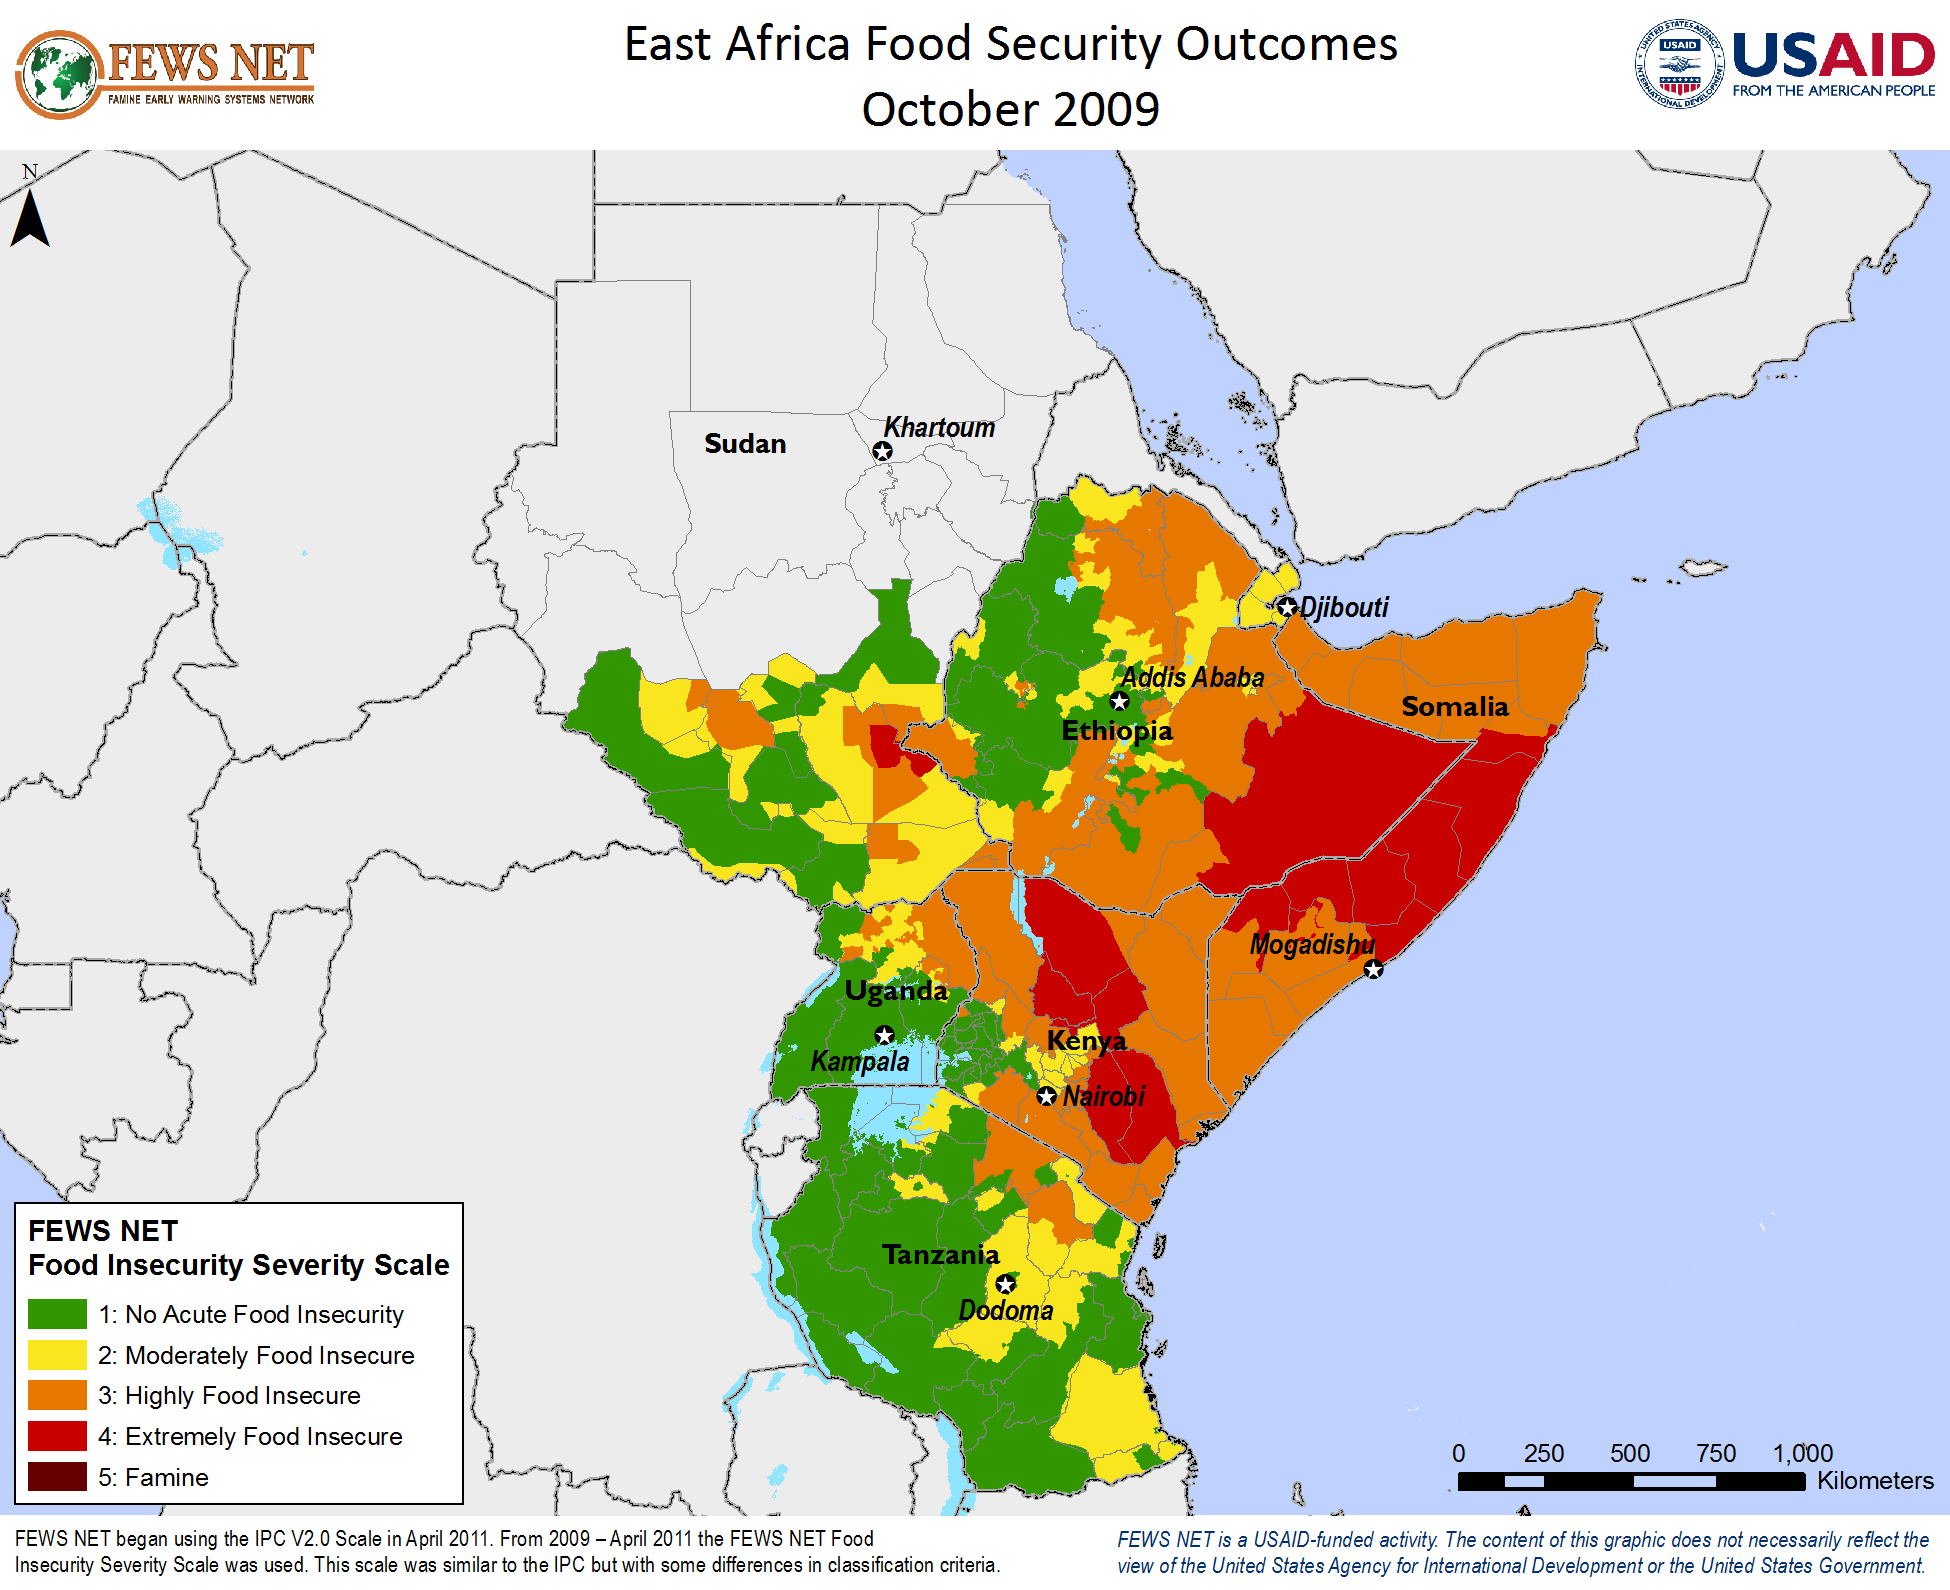 FEWS NET
FAMINE EARLY WARNING SYSTEMS NETWORK
East Africa Food Security Outcomes
October 2009
UNITED STATES AGENCY
USAID
INTERNATIONAL DEVELOPMENT
USAID
FROM THE AMERICAN PEOPLE
N
Khartoum
Sudan
Djibouti
Addis Ababa
Somalia
Ethiopia
Mogadishu
Uganda
Kenya
Kampala
Nairobi
Tanzania
Dodoma
FEWS NET
Food Insecurity Severity Scale
1: No Acute Food Insecurity
2: Moderately Food Insecure
3: Highly Food Insecure
4: Extremely Food Insecure
5: Famine
0 250 500 750 1,000
Kilometers
FEWS NET began using the IPC V2.0 Scale in April 2011. From 2009 – April 2011 the FEWS NET Food
Insecurity Severity Scale was used. This scale was similar to the IPC but with some differences in classification criteria.
FEWS NET is a USAID-funded activity. The content of this graphic does not necessarily reflect the
view of the United States Agency for International Development or the United States Government.